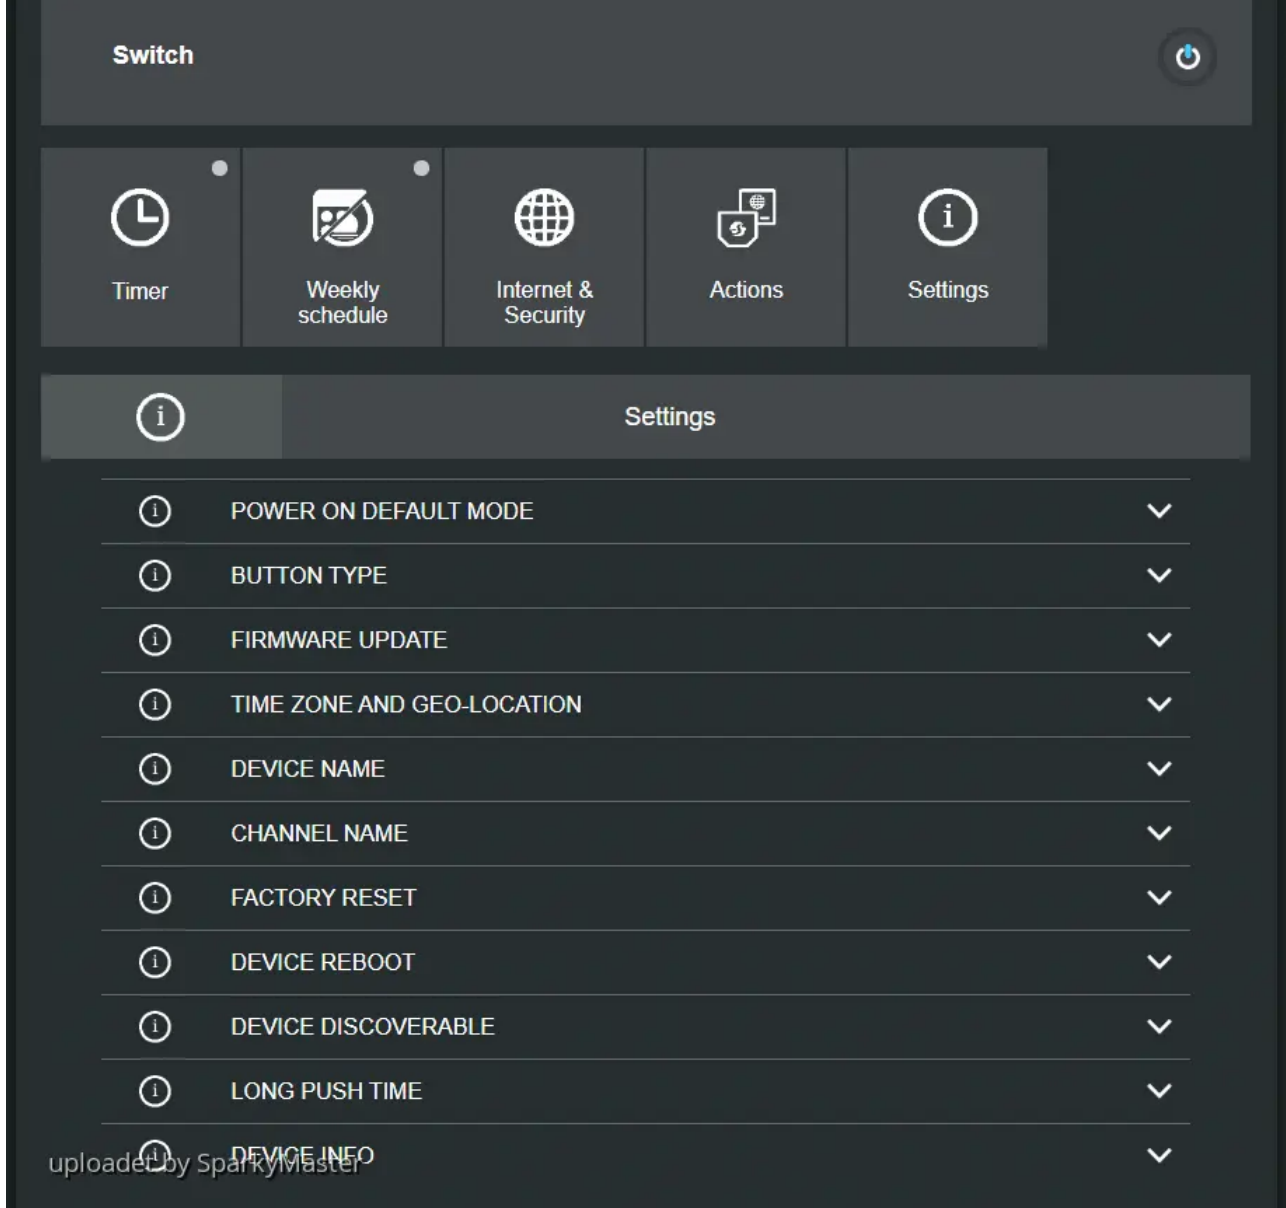 Switch
Timer
Weekly
schedule
Internet &
Security
Actions
Settings
Settings
POWER ON DEFAULT MODE
BUTTON TYPE
FIRMWARE UPDATE
TIME ZONE AND GEO-LOCATION
DEVICE NAME
CHANNEL NAME
FACTORY RESET
DEVICE REBOOT
DEVICE DISCOVERABLE
LONG PUSH TIME
DEVICE INFO
uploadet by SparkyMaster